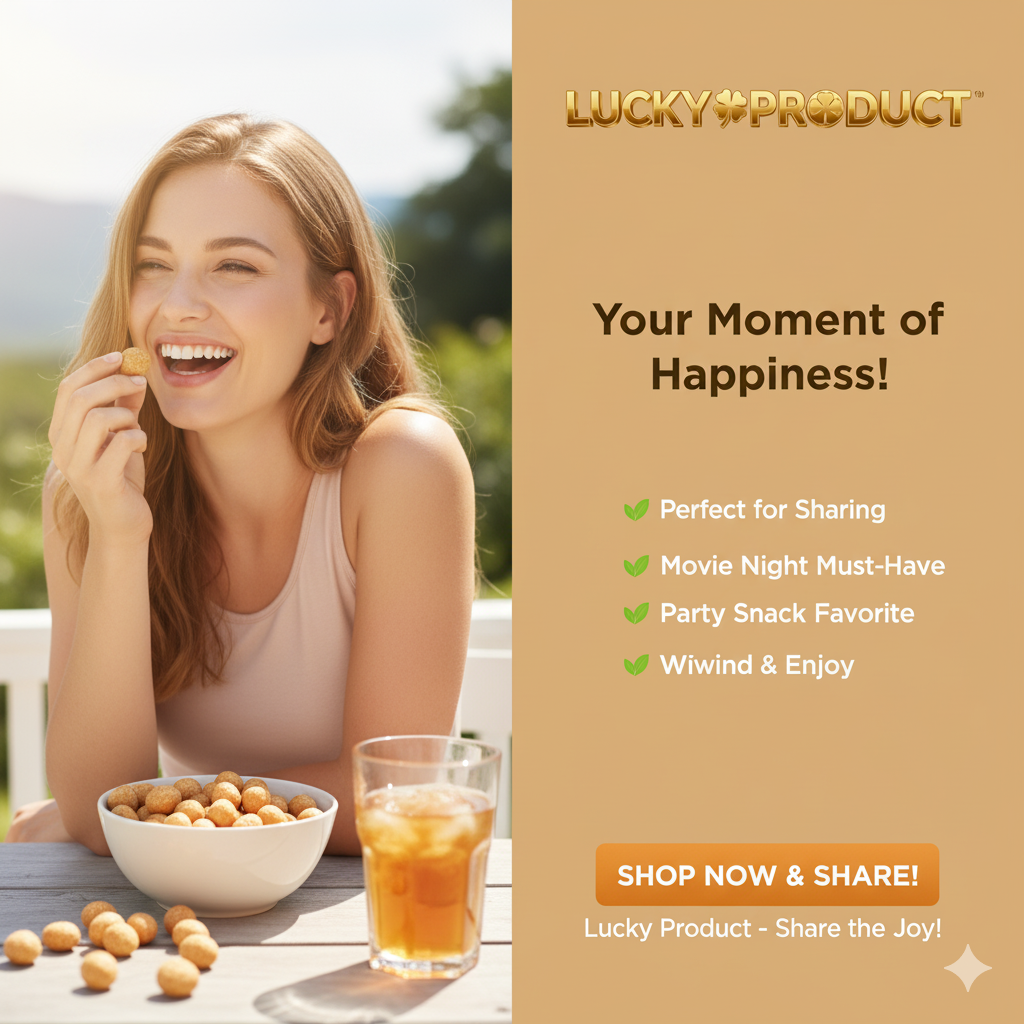 LUCKY PRODUCT
Your Moment of
Happiness!
Perfect for Sharing
Movie Night Must-Have
Party Snack Favorite
Wiwind & Enjoy
SHOP NOW & SHARE!
Lucky Product - Share the Joy!